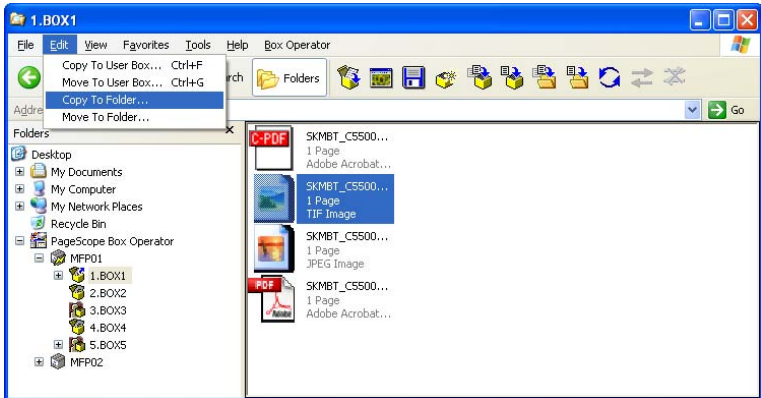 1.BOX1
File Edit View Favorites Tools Help Box Operator
Copy To User Box... Ctrl+F
Move To User Box... Ctrl+G
Copy To Folder...
Move To Folder...
rch Folders
Addre
Go
Folders ×
Desktop
My Documents
My Computer
My Network Places
Recycle Bin
PageScope Box Operator
MFP01
1.BOX1
2.BOX2
3.BOX3
4.BOX4
5.BOX5
MFP02
C-PDF
SKMBT_C5500...
1 Page
Adobe Acrobat...
SKMBT_C5500...
1 Page
TIF Image
SKMBT_C5500...
1 Page
JPEG Image
PDF
Adobe
SKMBT_C5500...
1 Page
Adobe Acrobat...